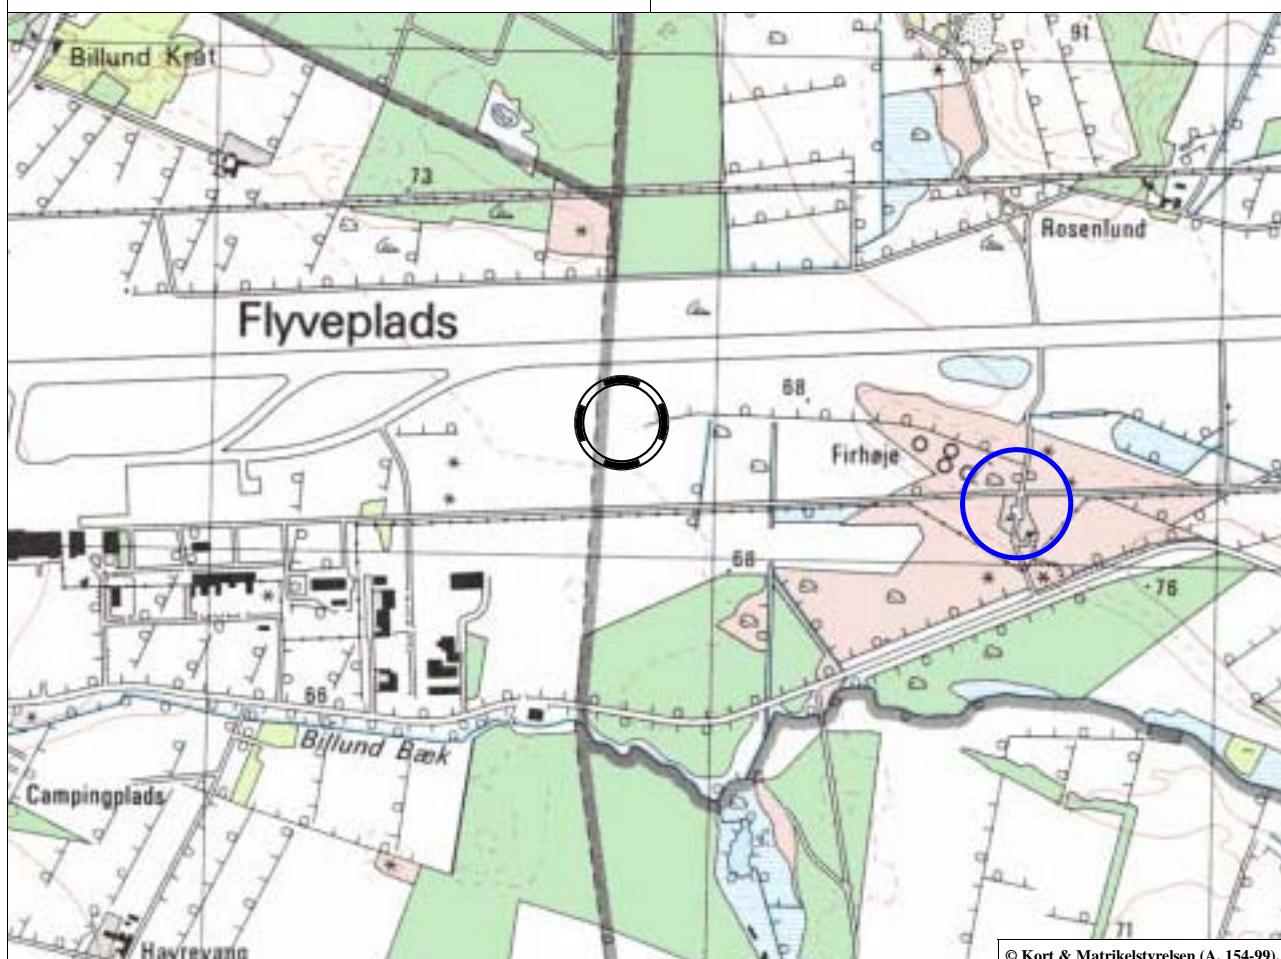 Billund Krat
91
73
Rosenlund
Flyveplads
68
Firhøje
68
76
66
Billund Bæk
Campingplads
71
Havrevang
© Kort & Matrikelstyrelsen (A. 154-99).